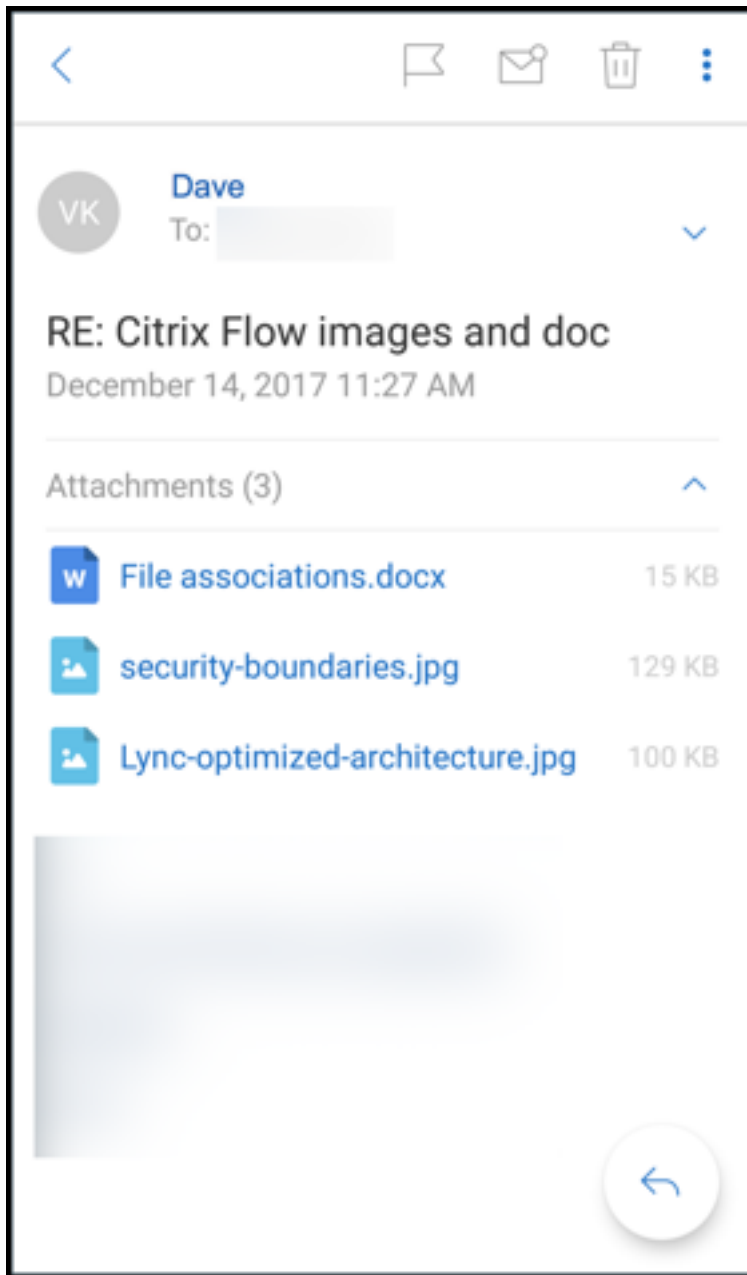 VK
Dave
To:
RE: Citrix Flow images and doc
December 14, 2017 11:27 AM
Attachments (3)
W File associations.docx 15 KB
security-boundaries.jpg 129 KB
Lync-optimized-architecture.jpg 100 KB